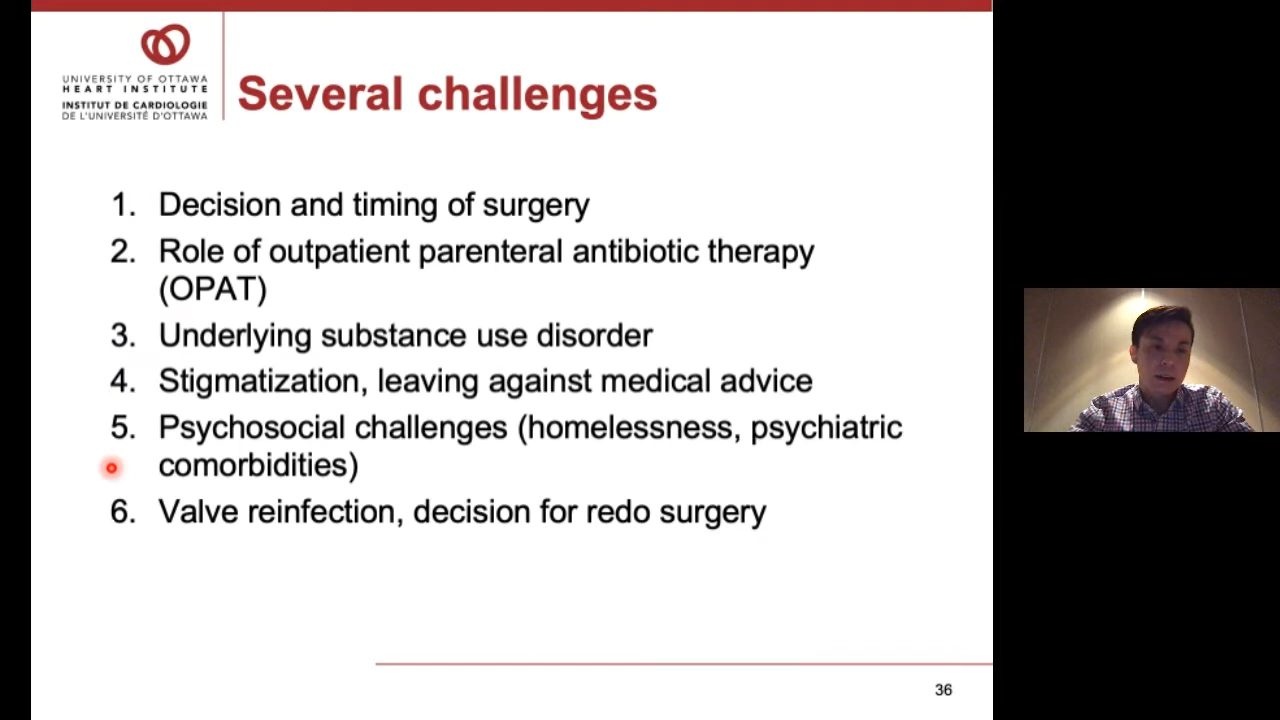 UNIVERSITY OF OTTAWA
HEART INSTITUTE
INSTITUT DE CARDIOLOGIE
DE L'UNIVERSITÉ D'OTTAWA
Several challenges
1. Decision and timing of surgery
2. Role of outpatient parenteral antibiotic therapy
(OPAT)
3. Underlying substance use disorder
4. Stigmatization, leaving against medical advice
5. Psychosocial challenges (homelessness, psychiatric
comorbidities)
6. Valve reinfection, decision for redo surgery
36